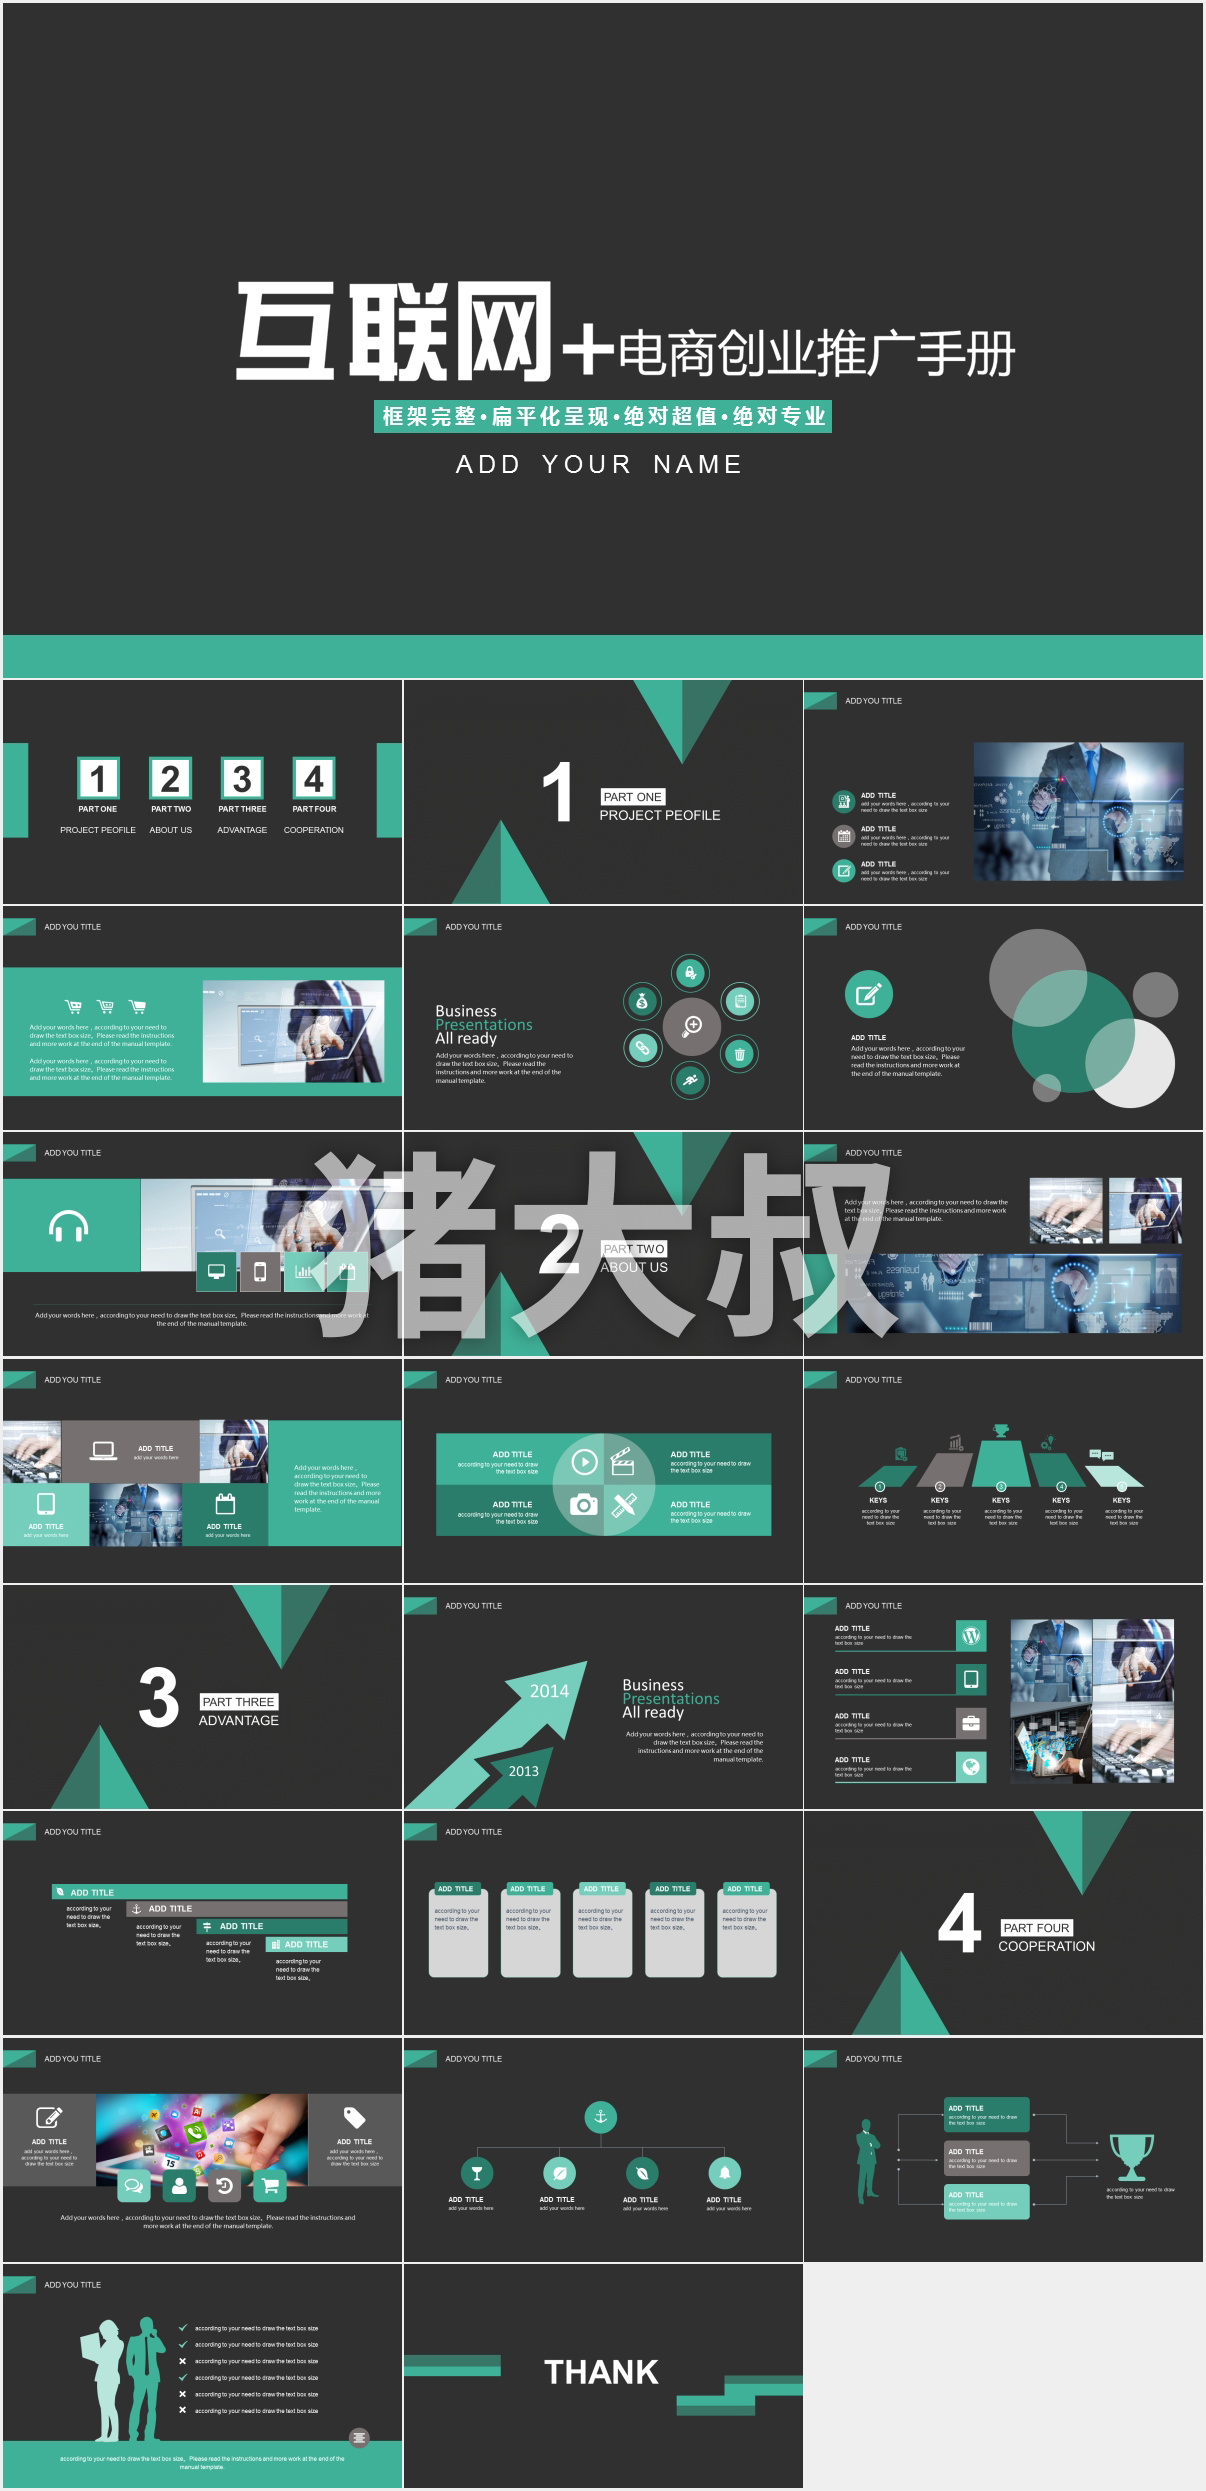 互联网+电商创业推广手册
框架完整·扁平化呈现·绝对超值·绝对专业
ADD YOUR NAME
1
2
3
4
PART ONE
PART TWO
PART THREE
PART FOUR
PROJECT PEOFILE
ABOUT US
ADVANTAGE
COOPERATION
1
PART ONE
PROJECT PEOFILE
ADD YOU TITLE
ADD TITLE
add your words here，according to your
need to draw the text box size
ADD TITLE
add your words here，according to your
need to draw the text box size
ADD TITLE
add your words here，according to your
need to draw the text box size
ADD YOU TITLE
Add your words here，according to your need to
draw the text box size。Please read the instructions
and more work at the end of the manual template.
Add your words here，according to your need to
draw the text box size。Please read the instructions
and more work at the end of the manual template.
ADD YOU TITLE
Business
Presentations
All ready
Add your words here，according to your need to
draw the text box size。Please read the
instructions and more work at the end of the
manual template.
ADD YOU TITLE
ADD TITLE
Add your words here，according to your
need to draw the text box size。Please
read the instructions and more work at
the end of the manual template.
ADD YOU TITLE
Add your words here，according to your need to draw the text box size。Please read the instructions and more work at
the end of the manual template.
猪大叔
2
PART TWO
ABOUT US
ADD YOU TITLE
Add your words here，according to your need to draw the
text box size。Please read the instructions and more work
at the end of the manual template.
ADD YOU TITLE
ADD TITLE
add your words here
ADD TITLE
add your words here
ADD TITLE
add your words here
Add your words here，
according to your need to
draw the text box size。Please
read the instructions and more
work at the end of the manual
template.
ADD YOU TITLE
ADD TITLE
according to your need to draw
the text box size
ADD TITLE
according to your need to draw
the text box size
ADD TITLE
according to your need to draw
the text box size
ADD TITLE
according to your need to draw
the text box size
ADD YOU TITLE
1
2
3
4
KEYS
according to your
need to draw the
text box size
KEYS
according to your
need to draw the
text box size
KEYS
according to your
need to draw the
text box size
KEYS
according to your
need to draw the
text box size
KEYS
according to your
need to draw the
text box size
3
PART THREE
ADVANTAGE
ADD YOU TITLE
2014
2013
Business
Presentations
All ready
Add your words here，according to your need to
draw the text box size。Please read the
instructions and more work at the end of the
manual template.
ADD YOU TITLE
ADD TITLE
according to your need to draw the
text box size
ADD TITLE
according to your need to draw the
text box size
ADD TITLE
according to your need to draw the
text box size
ADD TITLE
according to your need to draw the
text box size
ADD YOU TITLE
ADD TITLE
according to your
need to draw the
text box size。
ADD TITLE
according to your
need to draw the
text box size。
ADD TITLE
according to your
need to draw the
text box size。
ADD TITLE
according to your
need to draw the
text box size。
ADD YOU TITLE
ADD TITLE
according to your
need to draw the
text box size。
ADD TITLE
according to your
need to draw the
text box size。
ADD TITLE
according to your
need to draw the
text box size。
ADD TITLE
according to your
need to draw the
text box size。
ADD TITLE
according to your
need to draw the
text box size。
4
PART FOUR
COOPERATION
ADD YOU TITLE
ADD TITLE
add your words here，
according to your need to
draw the text box size
15
ADD TITLE
add your words here，
according to your need to
draw the text box size
Add your words here，according to your need to draw the text box size。Please read the instructions and
more work at the end of the manual template.
ADD YOU TITLE
ADD TITLE
add your words here
ADD TITLE
add your words here
ADD TITLE
add your words here
ADD TITLE
add your words here
ADD YOU TITLE
ADD TITLE
according to your need to draw
the text box size
ADD TITLE
according to your need to draw
the text box size
ADD TITLE
according to your need to draw
the text box size
according to your need to draw
the text box size
ADD YOU TITLE
according to your need to draw the text box size
according to your need to draw the text box size
according to your need to draw the text box size
according to your need to draw the text box size
according to your need to draw the text box size
according to your need to draw the text box size
according to your need to draw the text box size。Please read the instructions and more work at the end of the
manual template.
THANK